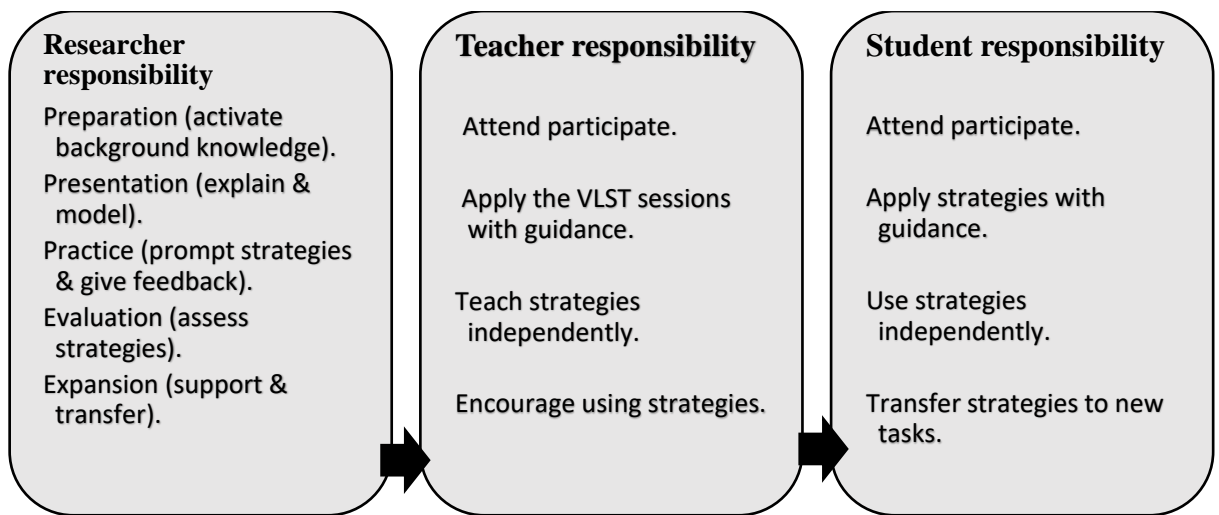 Researcher
responsibility
Preparation (activate
background knowledge).
Presentation (explain &
model).
Practice (prompt strategies
& give feedback).
Evaluation (assess
strategies).
Expansion (support &
transfer).
Teacher responsibility
Attend participate.
Apply the VLST sessions
with guidance.
Teach strategies
independently.
Encourage using strategies.
Student responsibility
Attend participate.
Apply strategies with
guidance.
Use strategies
independently.
Transfer strategies to new
tasks.